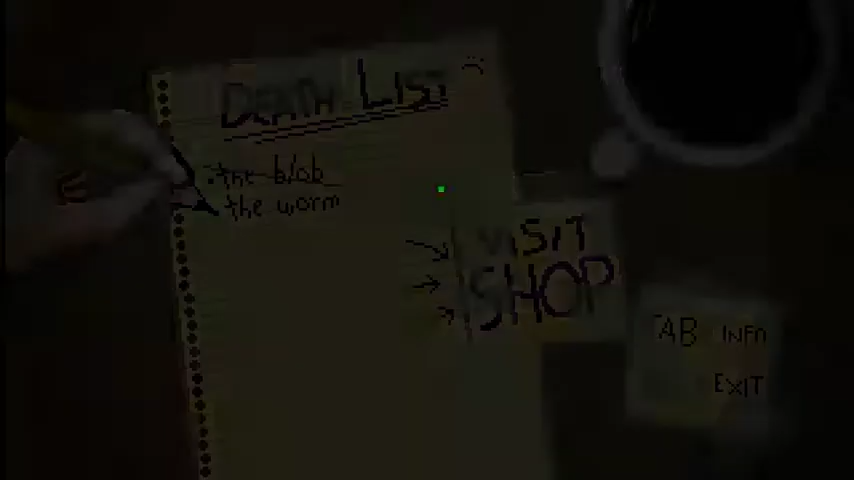 DEATH LIST
the blob
the worm
VISIT
SHOP
TAB INFO
EXIT